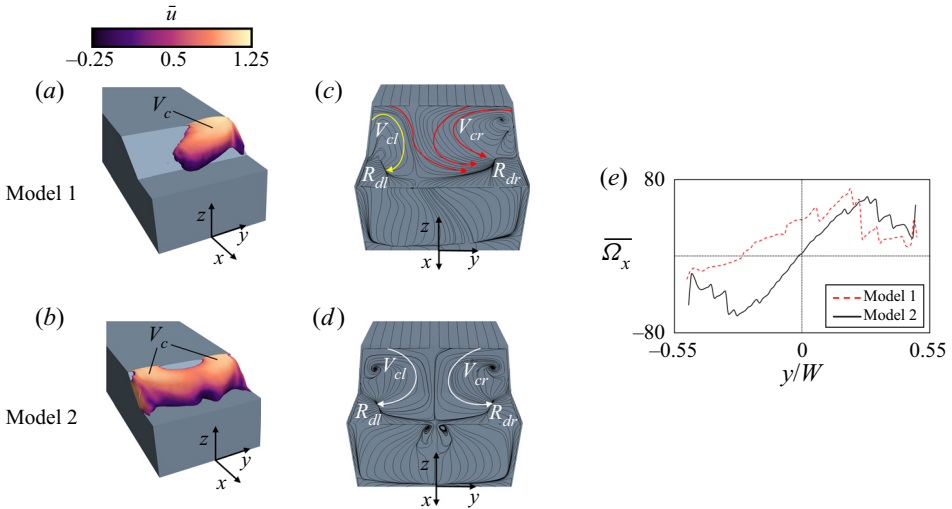 ū
−0.25 0.5 1.25
(a)
V_c
Model 1
z
y
x
(b)
V_c
Model 2
z
y
x
(c)
V_cl
V_cr
R_dl
R_dr
z
x
y
(d)
V_cl
V_cr
R_dl
R_dr
z
x
y
(e)
80
Ω̅_x̅
Model 1
Model 2
−80
−0.55 0 0.55
y/W